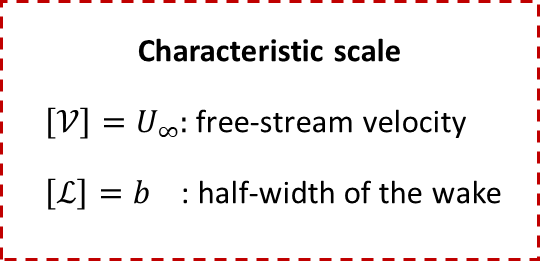 Characteristic scale
[𝒱] = U∞: free-stream velocity
[ℒ] = b : half-width of the wake